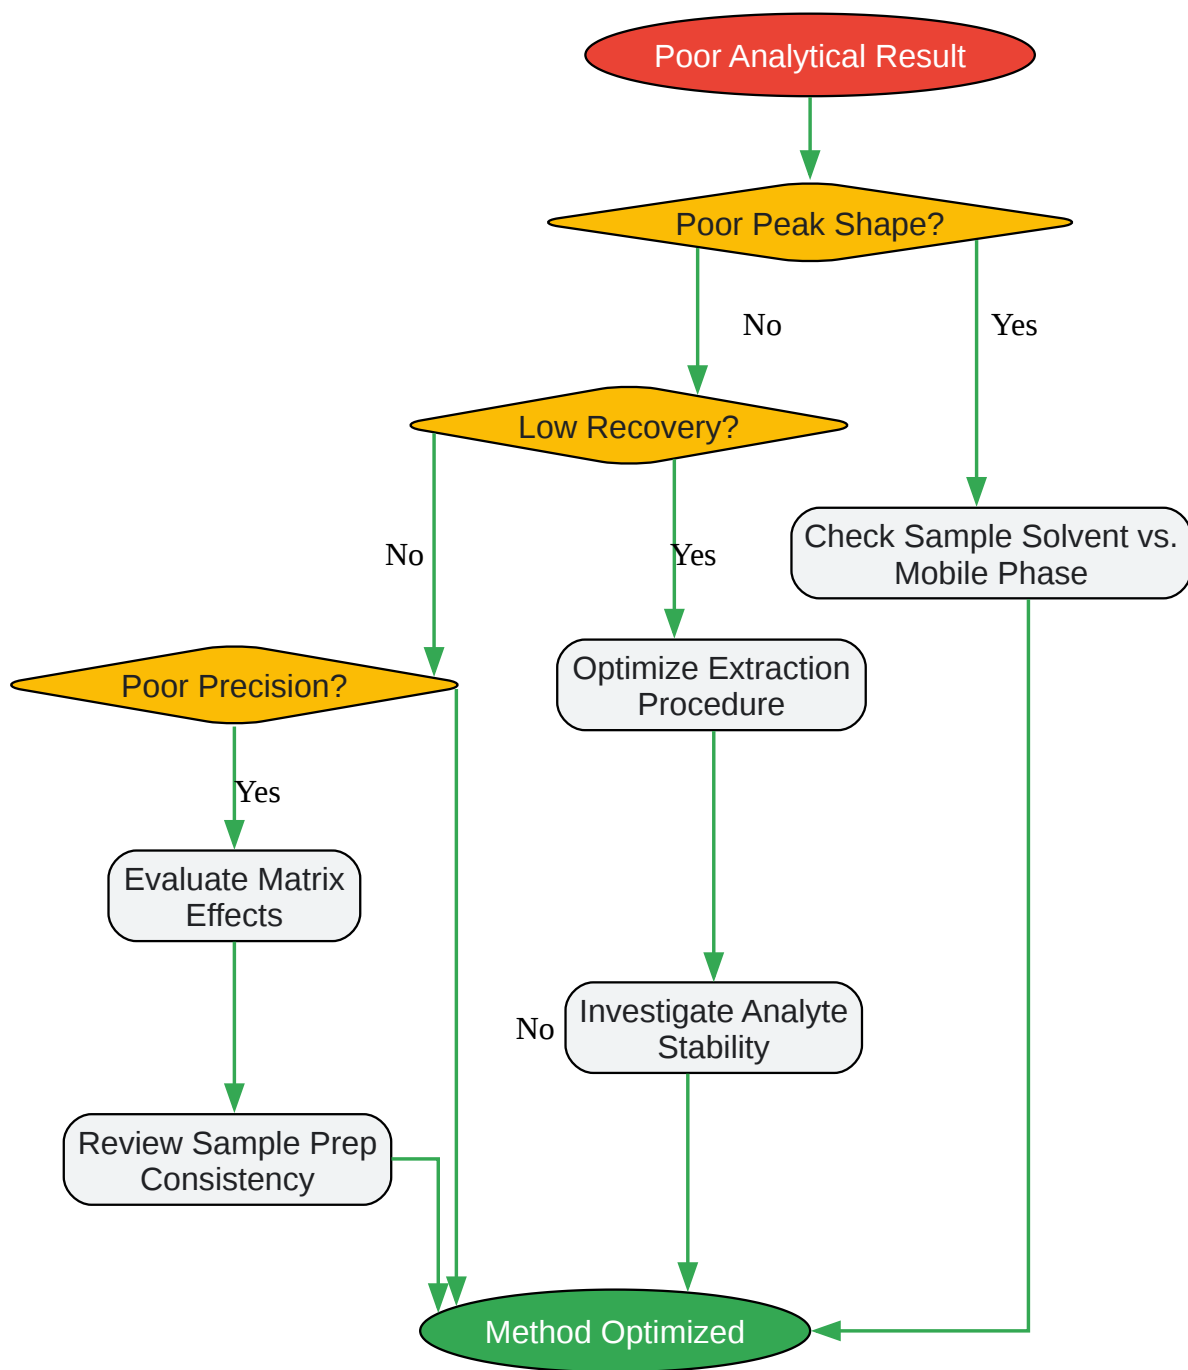 Poor Analytical Result
Poor Peak Shape?
No
Yes
Low Recovery?
No
Yes
Check Sample Solvent vs.
Mobile Phase
Optimize Extraction
Procedure
Poor Precision?
Yes
Evaluate Matrix
Effects
No
Investigate Analyte
Stability
Review Sample Prep
Consistency
Method Optimized